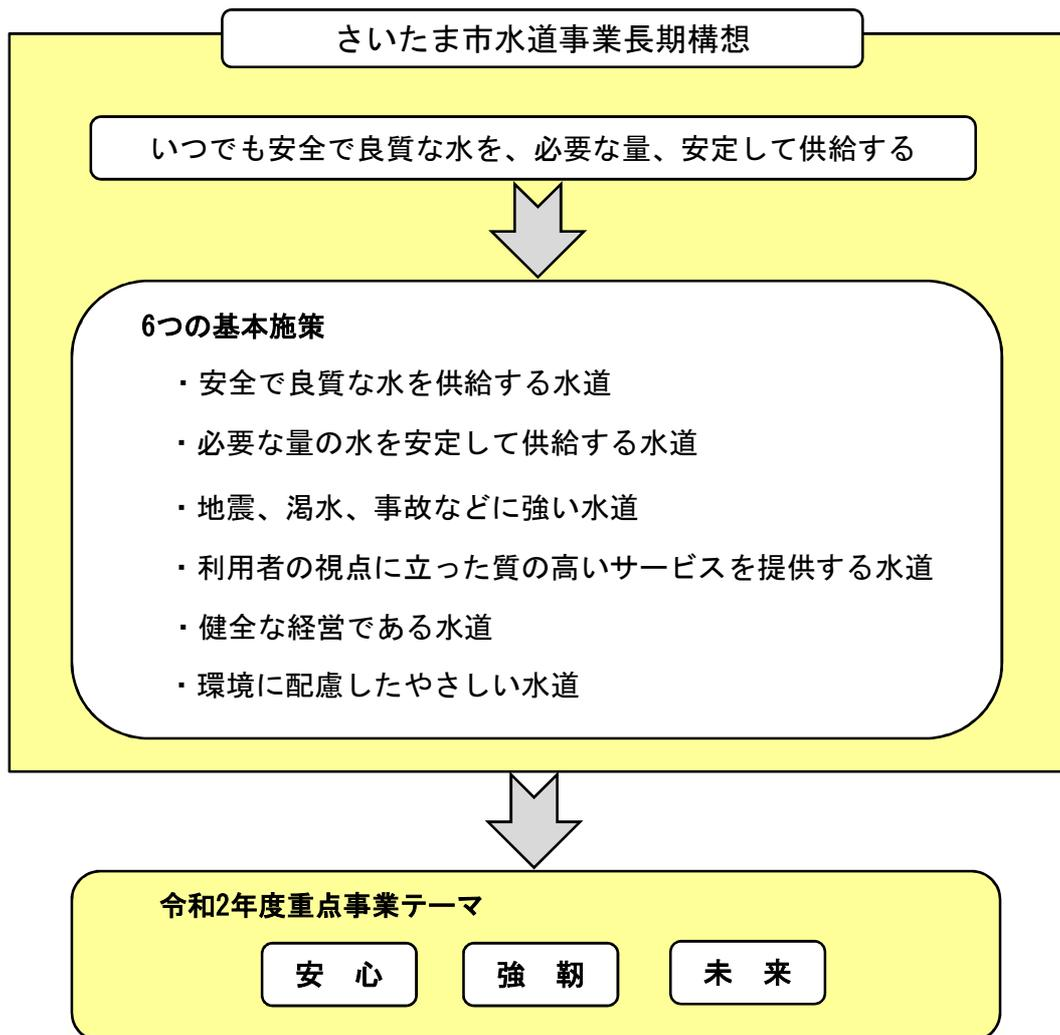 さいたま市水道事業長期構想
いつでも安全で良質な水を、必要な量、安定して供給する
6つの基本施策
・安全で良質な水を供給する水道
・必要な量の水を安定して供給する水道
・地震、渇水、事故などに強い水道
・利用者の視点に立った質の高いサービスを提供する水道
・健全な経営である水道
・環境に配慮したやさしい水道
令和2年度重点事業テーマ
安　心
強　靭
未　来